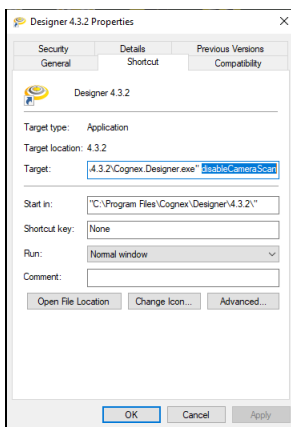 Designer 4.3.2 Properties
Security Details Previous Versions
General Shortcut Compatibility
Designer 4.3.2
Target type: Application
Target location: 4.3.2
Target: .4.3.2\Cognex.Designer.exe" disableCameraScan
Start in: "C:\Program Files\Cognex\Designer\4.3.2\"
Shortcut key: None
Run: Normal window
Comment:
Open File Location Change Icon... Advanced...
OK Cancel Apply